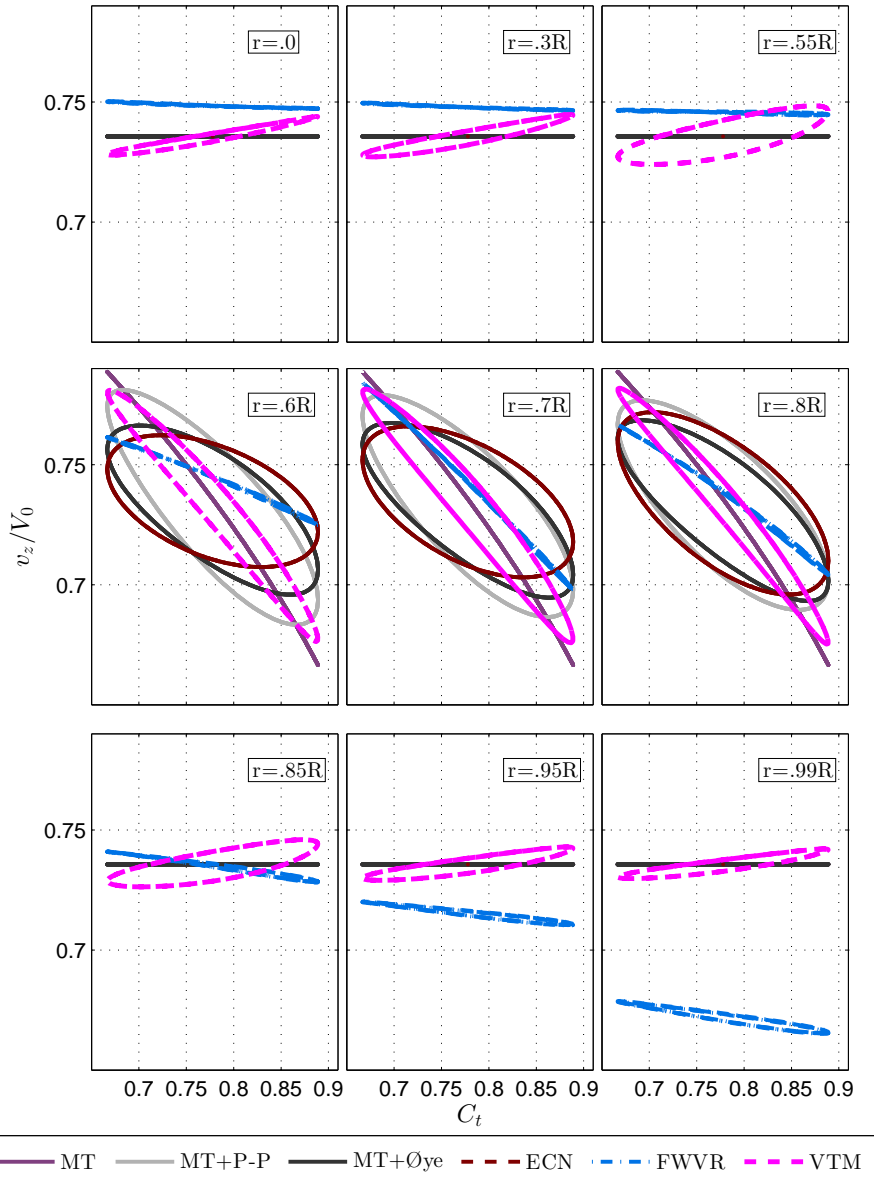 r=.0
r=.3R
r=.55R
0.75
0.7
r=.6R
r=.7R
r=.8R
0.75
0.7
v_z/V_0
r=.85R
r=.95R
r=.99R
0.75
0.7
0.7 0.75 0.8 0.85 0.9 0.7 0.75 0.8 0.85 0.9 0.7 0.75 0.8 0.85 0.9
C_t
MT MT+P-P MT+Øye ECN FWVR VTM